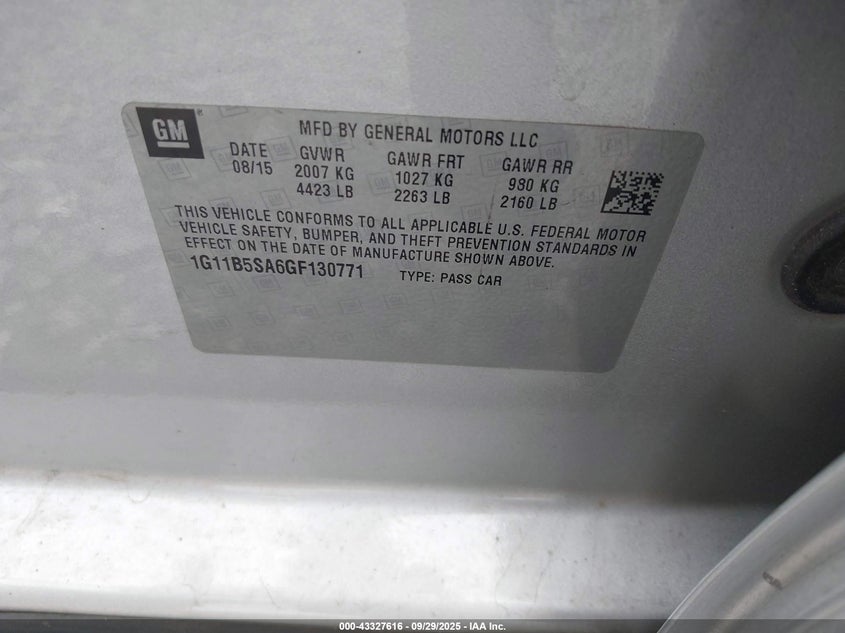 GM
MFD BY GENERAL MOTORS LLC
DATE GVWR GAWR FRT GAWR RR
08/15 2007 KG 1027 KG 980 KG
4423 LB 2263 LB 2160 LB
THIS VEHICLE CONFORMS TO ALL APPLICABLE U.S. FEDERAL MOTOR
VEHICLE SAFETY, BUMPER, AND THEFT PREVENTION STANDARDS IN
EFFECT ON THE DATE OF MANUFACTURE SHOWN ABOVE.
1G11B5SA6GF130771 TYPE: PASS CAR
000-43327616 - 09/29/2025 - IAA Inc.